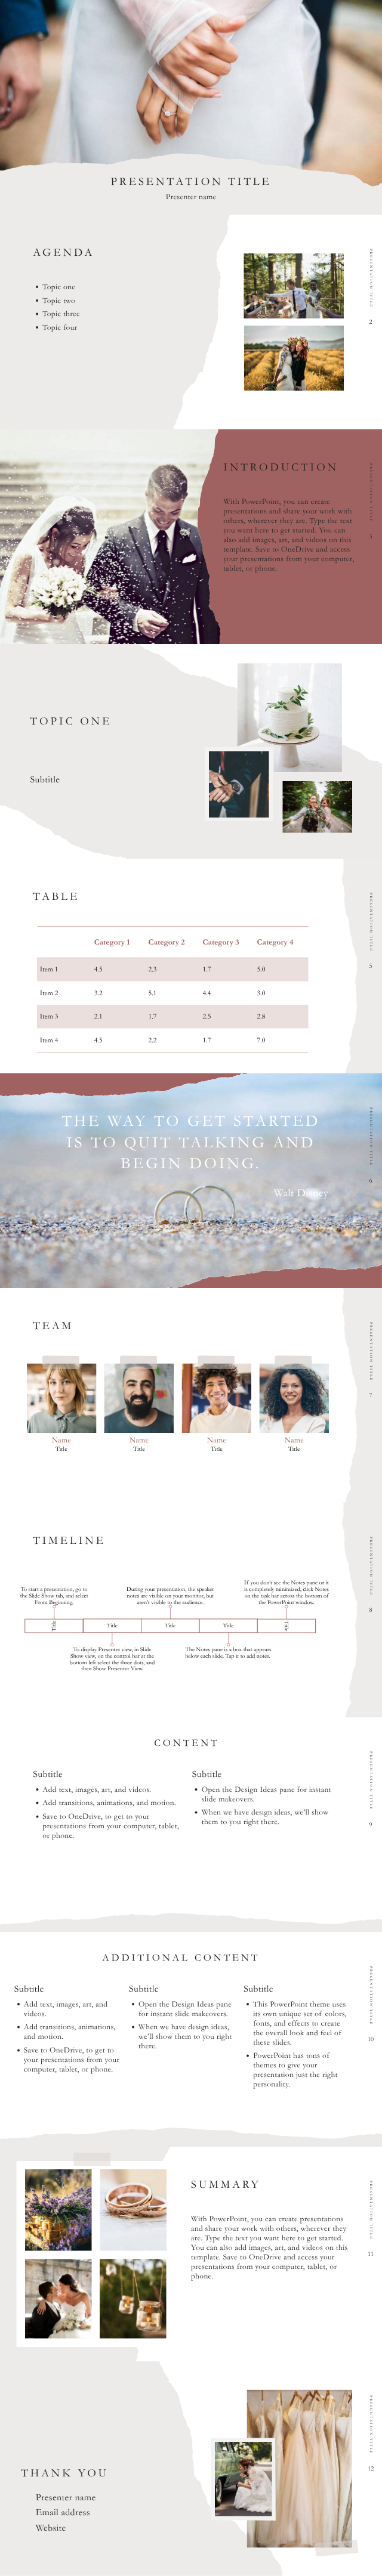 PRESENTATION TITLE
Presenter name
AGENDA
• Topic one
• Topic two
• Topic three
• Topic four
PRESENTATION TITLE
2
INTRODUCTION
With PowerPoint, you can create
presentations and share your work with
others, wherever they are. Type the text
you want here to get started. You can
also add images, art, and videos on this
template. Save to OneDrive and access
your presentations from your computer,
tablet, or phone.
PRESENTATION TITLE
TOPIC ONE
Subtitle
TABLE
Category 1 Category 2 Category 3 Category 4
Item 1 4.5 2.3 1.7 5.0
Item 2 3.2 5.1 4.4 3.0
Item 3 2.1 1.7 2.5 2.8
Item 4 4.5 2.2 1.7 7.0
PRESENTATION TITLE
5
THE WAY TO GET STARTED
IS TO QUIT TALKING AND
BEGIN DOING.
Walt Disney
PRESENTATION TITLE
6
TEAM
Name Name Name Name
Title Title Title Title
PRESENTATION TITLE
7
TIMELINE
To start a presentation, go to
the Slide Show tab, and select
From Beginning.
During your presentation, the speaker
notes are visible on your monitor, but
aren't visible to the audience.
If you don't see the Notes pane or it
is completely minimized, click Notes
on the task bar across the bottom of
the PowerPoint window.
Title Title Title Title Title
To display Presenter view, in Slide
Show view, on the control bar at the
bottom left select the three dots, and
then Show Presenter View.
The Notes pane is a box that appears
below each slide. Tap it to add notes.
PRESENTATION TITLE
8
CONTENT
Subtitle
• Add text, images, art, and videos.
• Add transitions, animations, and motion.
• Save to OneDrive, to get to your
presentations from your computer, tablet,
or phone.
Subtitle
• Open the Design Ideas pane for instant
slide makeovers.
• When we have design ideas, we'll show
them to you right there.
PRESENTATION TITLE
9
ADDITIONAL CONTENT
Subtitle
• Add text, images, art, and
videos.
• Add transitions, animations,
and motion.
• Save to OneDrive, to get to
your presentations from your
computer, tablet, or phone.
Subtitle
• Open the Design Ideas pane
for instant slide makeovers.
• When we have design ideas,
we'll show them to you right
there.
Subtitle
• This PowerPoint theme uses
its own unique set of colors,
fonts, and effects to create
the overall look and feel of
these slides.
• PowerPoint has tons of
themes to give your
presentation just the right
personality.
PRESENTATION TITLE
10
SUMMARY
With PowerPoint, you can create presentations
and share your work with others, wherever they
are. Type the text you want here to get started.
You can also add images, art, and videos on this
template. Save to OneDrive and access your
presentations from your computer, tablet, or
phone.
PRESENTATION TITLE
11
THANK YOU
Presenter name
Email address
Website
PRESENTATION TITLE
12